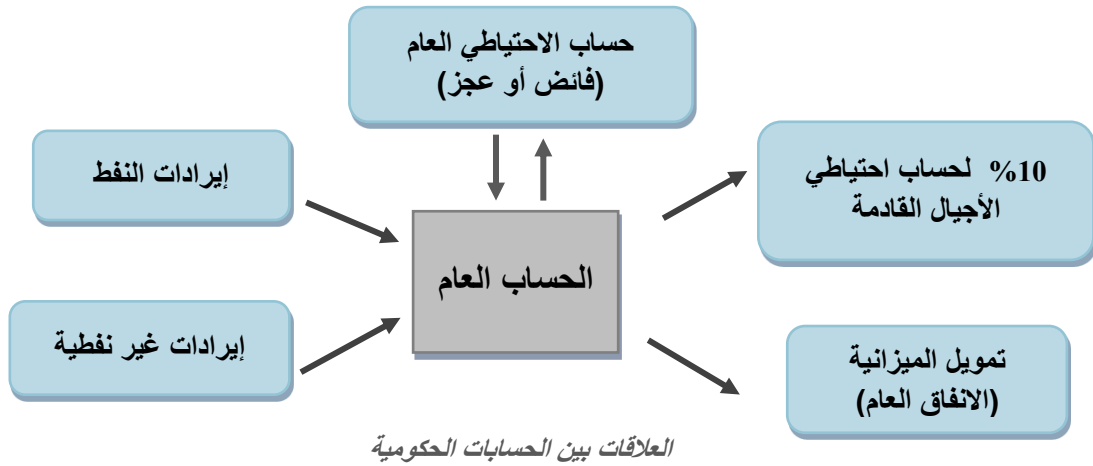 حساب الاحتياطي العام
(فائض أو عجز)
إيرادات النفط
%10 لحساب احتياطي
الأجيال القادمة
الحساب العام
إيرادات غير نفطية
تمويل الميزانية
(الانفاق العام)
العلاقات بين الحسابات الحكومية